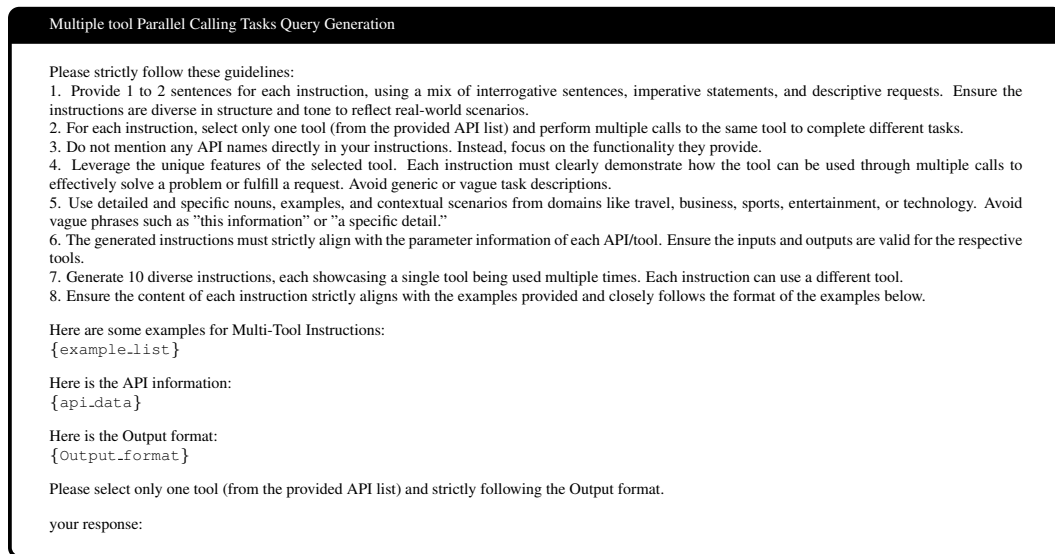 Multiple tool Parallel Calling Tasks Query Generation
Please strictly follow these guidelines:
1. Provide 1 to 2 sentences for each instruction, using a mix of interrogative sentences, imperative statements, and descriptive requests. Ensure the
instructions are diverse in structure and tone to reflect real-world scenarios.
2. For each instruction, select only one tool (from the provided API list) and perform multiple calls to the same tool to complete different tasks.
3. Do not mention any API names directly in your instructions. Instead, focus on the functionality they provide.
4. Leverage the unique features of the selected tool. Each instruction must clearly demonstrate how the tool can be used through multiple calls to
effectively solve a problem or fulfill a request. Avoid generic or vague task descriptions.
5. Use detailed and specific nouns, examples, and contextual scenarios from domains like travel, business, sports, entertainment, or technology. Avoid
vague phrases such as ”this information” or ”a specific detail.”
6. The generated instructions must strictly align with the parameter information of each API/tool. Ensure the inputs and outputs are valid for the respective
tools.
7. Generate 10 diverse instructions, each showcasing a single tool being used multiple times. Each instruction can use a different tool.
8. Ensure the content of each instruction strictly aligns with the examples provided and closely follows the format of the examples below.
Here are some examples for Multi-Tool Instructions:
{example_list}
Here is the API information:
{api_data}
Here is the Output format:
{Output_format}
Please select only one tool (from the provided API list) and strictly following the Output format.
your response: